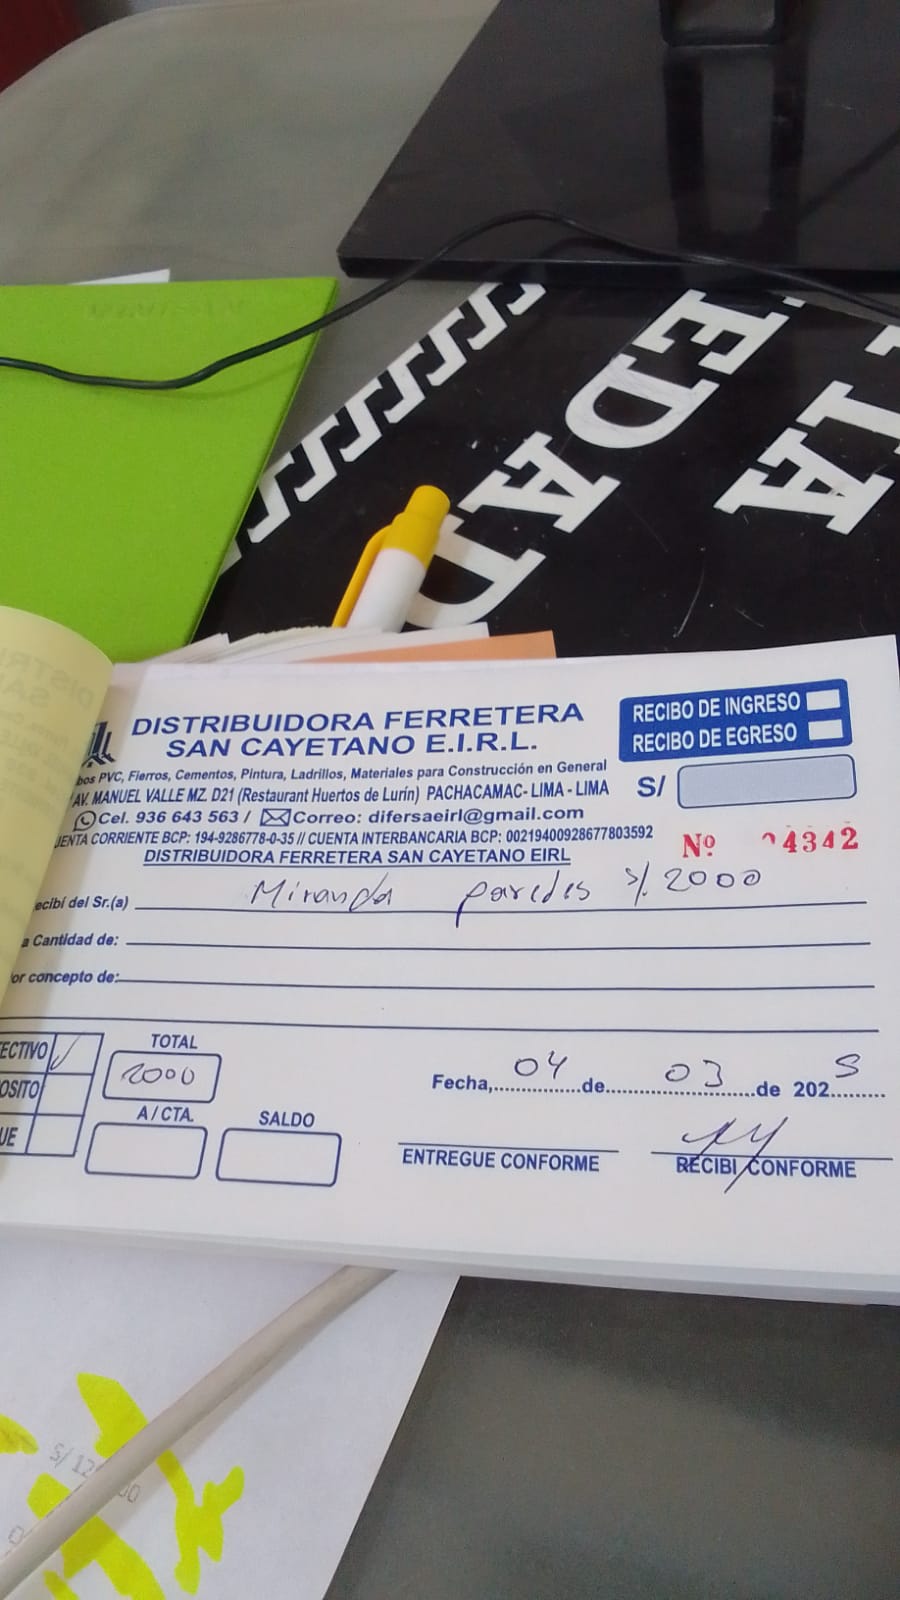 EDAD
IA
DISTRIBUIDORA FERRETERA
SAN CAYETANO E.I.R.L.
bos PVC, Fierros, Cementos, Pintura, Ladrillos, Materiales para Construcción en General
AV. MANUEL VALLE MZ. D21 (Restaurant Huertos de Lurín) PACHACAMAC- LIMA - LIMA
Cel. 936 643 563 / Correo: difersaeirl@gmail.com
UENTA CORRIENTE BCP: 194-9286778-0-35 // CUENTA INTERBANCARIA BCP: 00219400928677803592
DISTRIBUIDORA FERRETERA SAN CAYETANO EIRL
RECIBO DE INGRESO
RECIBO DE EGRESO
S/
Nº 04342
ecibí del Sr.(a) Miranda paredes S/. 2000
a Cantidad de:
or concepto de:
ECTIVO ✓
OSITO
UE
TOTAL
2000
A / CTA.
SALDO
Fecha, 04 de 03 de 2025
ENTREGUE CONFORME
RECIBI CONFORME